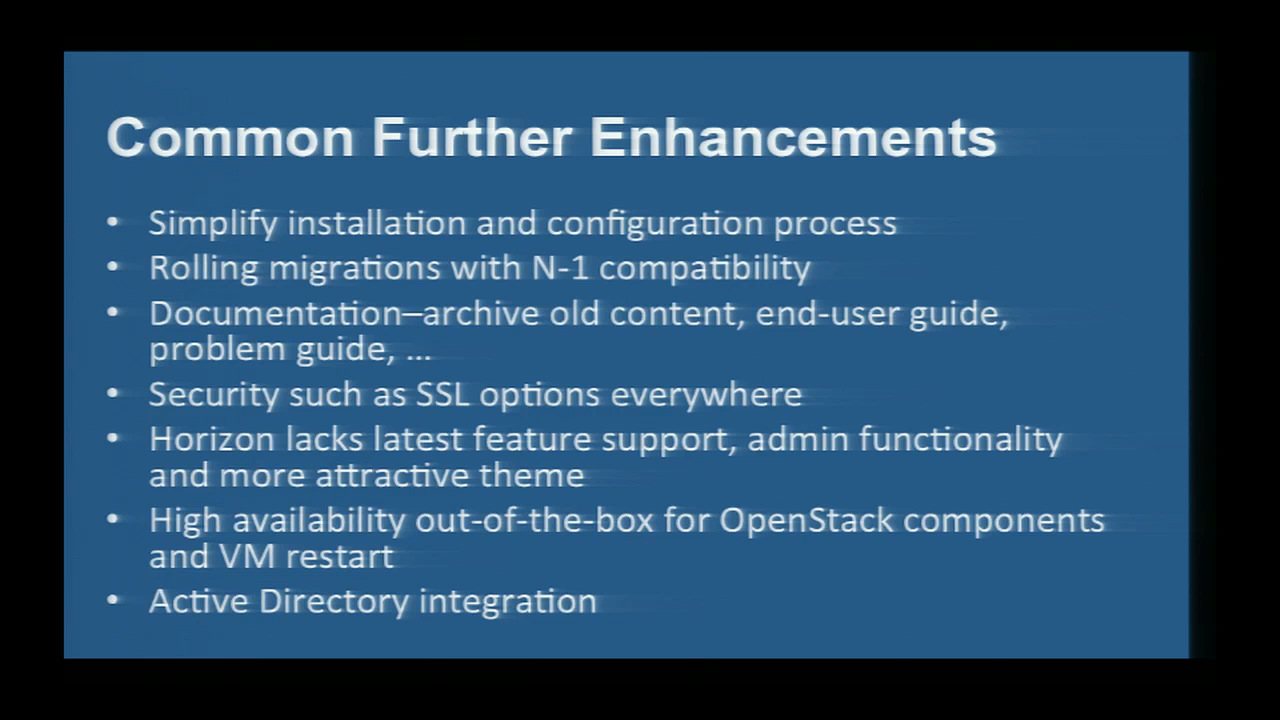 Common Further Enhancements
• Simplify installation and configuration process
• Rolling migrations with N-1 compatibility
• Documentation–archive old content, end-user guide,
problem guide, ...
• Security such as SSL options everywhere
• Horizon lacks latest feature support, admin functionality
and more attractive theme
• High availability out-of-the-box for OpenStack components
and VM restart
• Active Directory integration